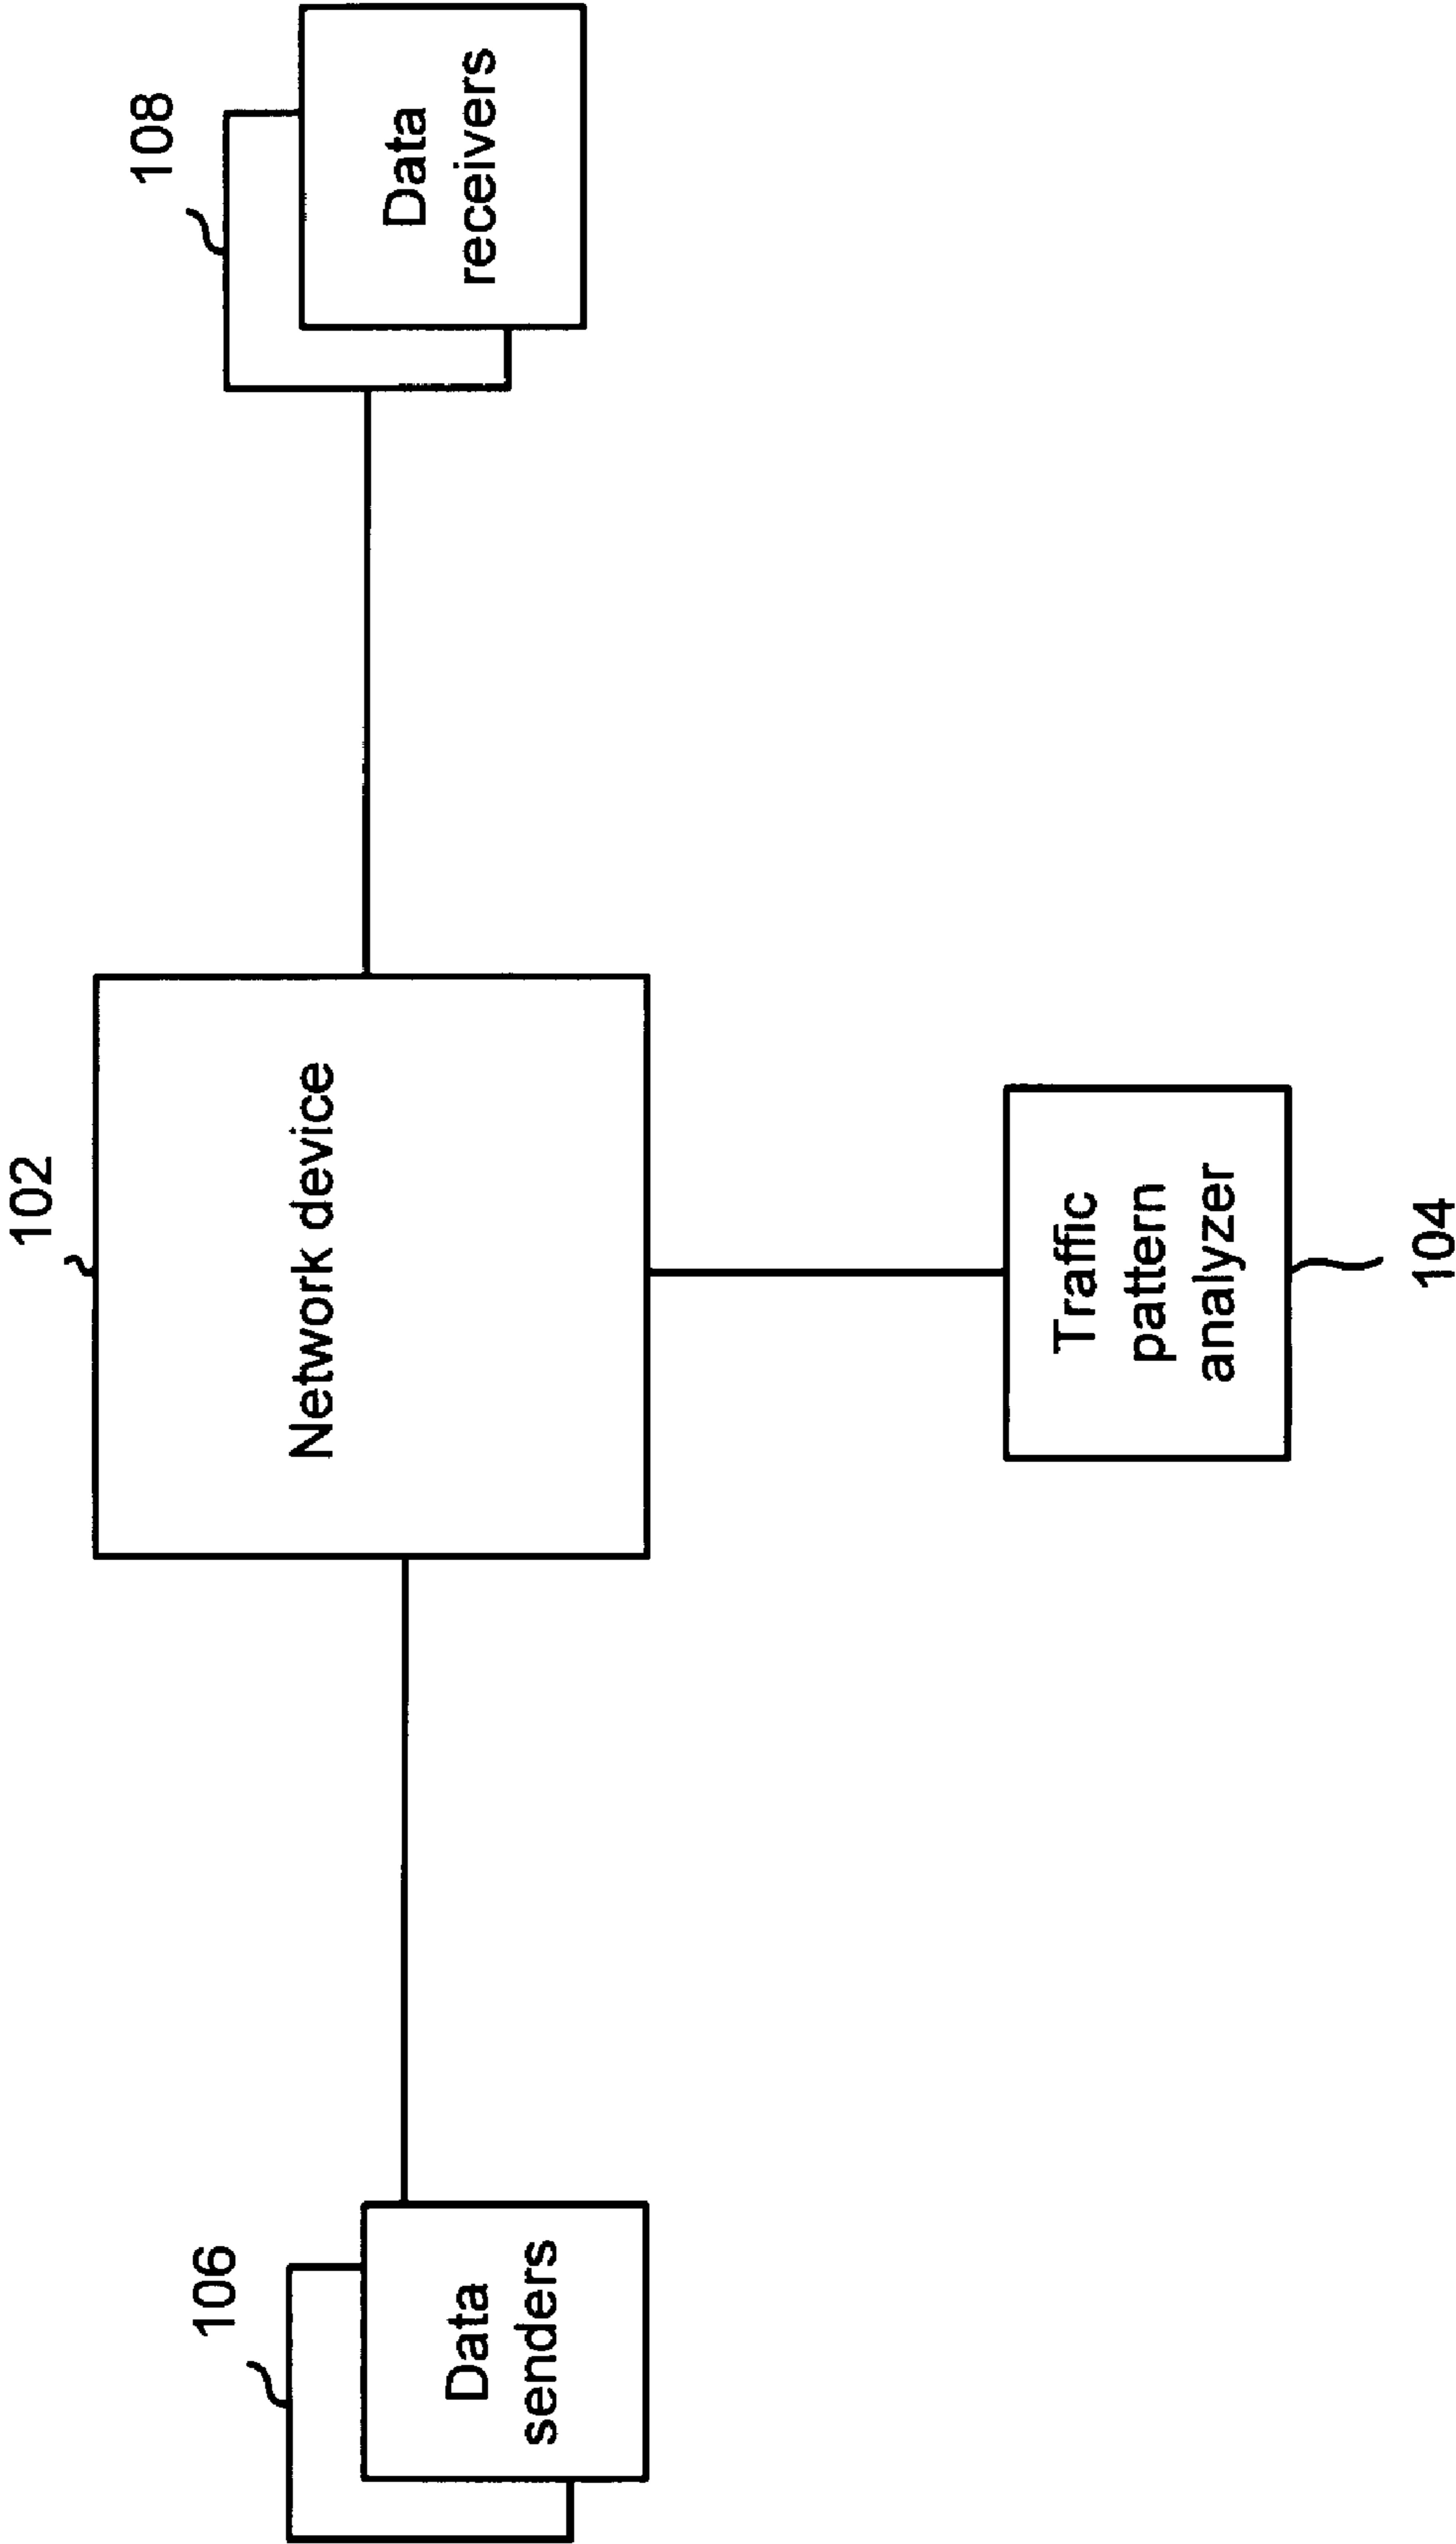 106
Data
senders
102
Network device
Traffic
pattern
analyzer
104
108
Data
receivers